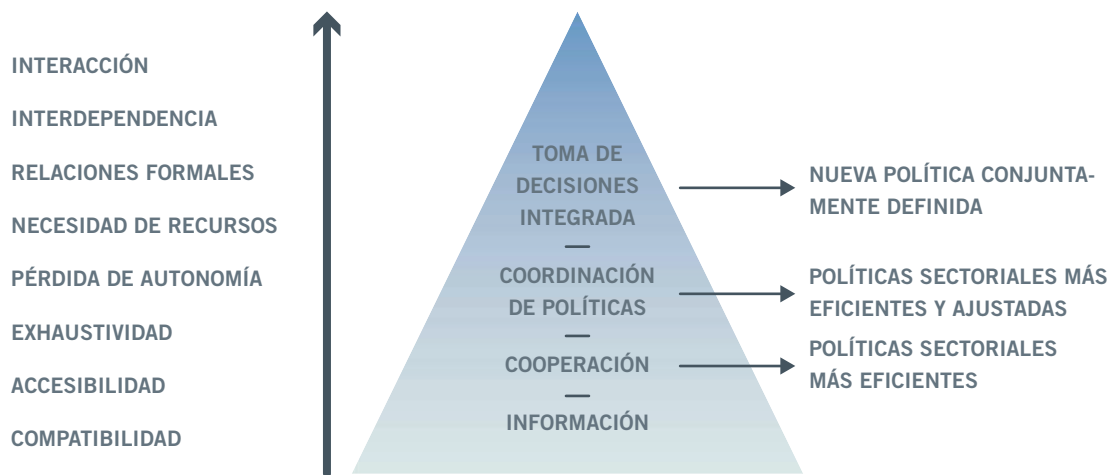 INTERACCIÓN
INTERDEPENDENCIA
RELACIONES FORMALES
NECESIDAD DE RECURSOS
PÉRDIDA DE AUTONOMÍA
EXHAUSTIVIDAD
ACCESIBILIDAD
COMPATIBILIDAD
TOMA DE
DECISIONES
INTEGRADA
COORDINACIÓN
DE POLÍTICAS
COOPERACIÓN
INFORMACIÓN
NUEVA POLÍTICA CONJUNTA-
MENTE DEFINIDA
POLÍTICAS SECTORIALES MÁS
EFICIENTES Y AJUSTADAS
POLÍTICAS SECTORIALES
MÁS EFICIENTES